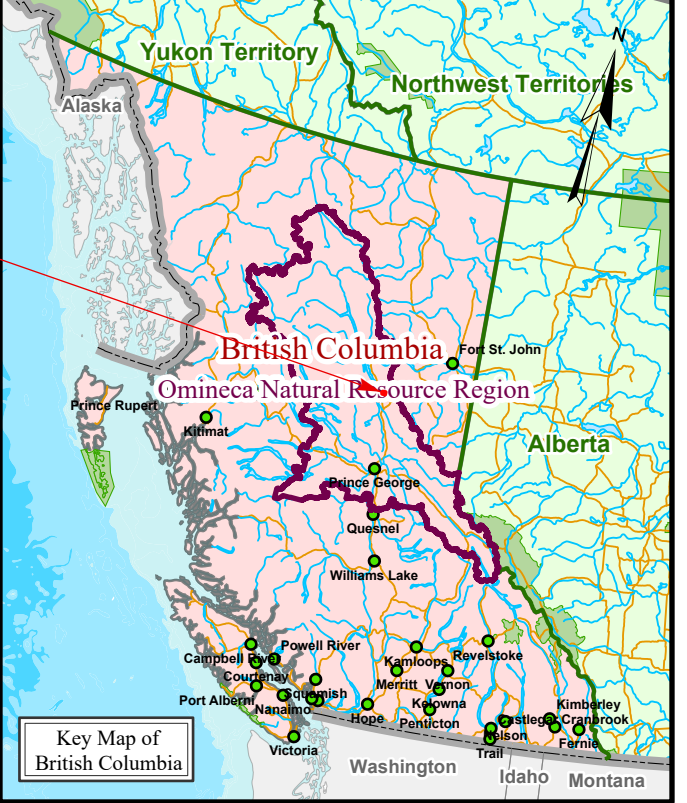 Yukon Territory
N
Northwest Territories
Alaska
British Columbia
Fort St. John
Omineca Natural Resource Region
Prince Rupert
Kitimat
Alberta
Prince George
Quesnel
Williams Lake
Powell River
Campbell River
Courtenay
Port Alberni
Nanaimo
Squamish
Victoria
Hope
Kamloops
Merritt
Vernon
Kelowna
Penticton
Revelstoke
Castlegar
Nelson
Trail
Kimberley
Cranbrook
Fernie
Key Map of
British Columbia
Washington
Idaho
Montana